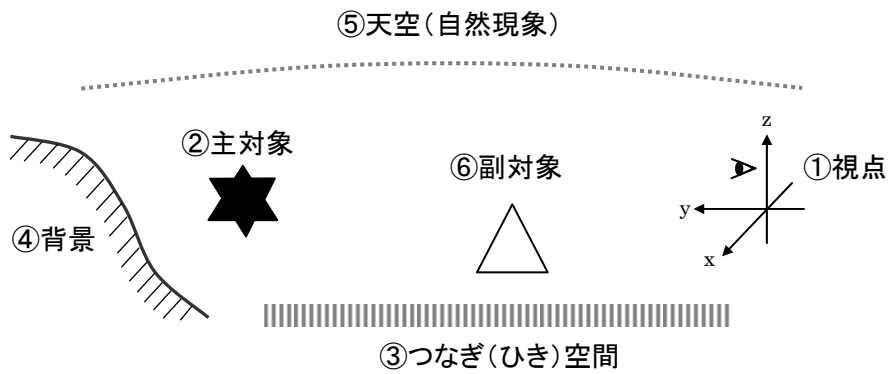 ⑤天空（自然現象）
②主対象
⑥副対象
z
①視点
y
④背景
x
③つなぎ（ひき）空間